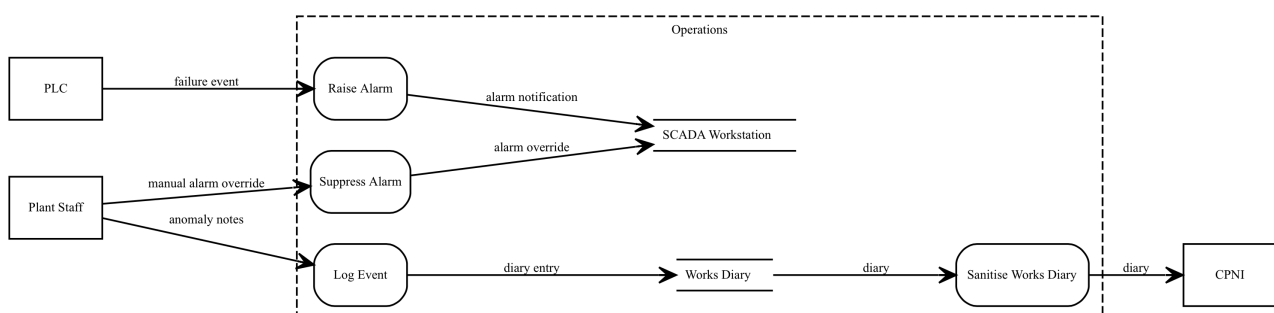 Operations
PLC
failure event
Raise Alarm
alarm notification
SCADA Workstation
alarm override
Suppress Alarm
manual alarm override
Plant Staff
anomaly notes
Log Event
diary entry
Works Diary
diary
Sanitise Works Diary
diary
CPNI